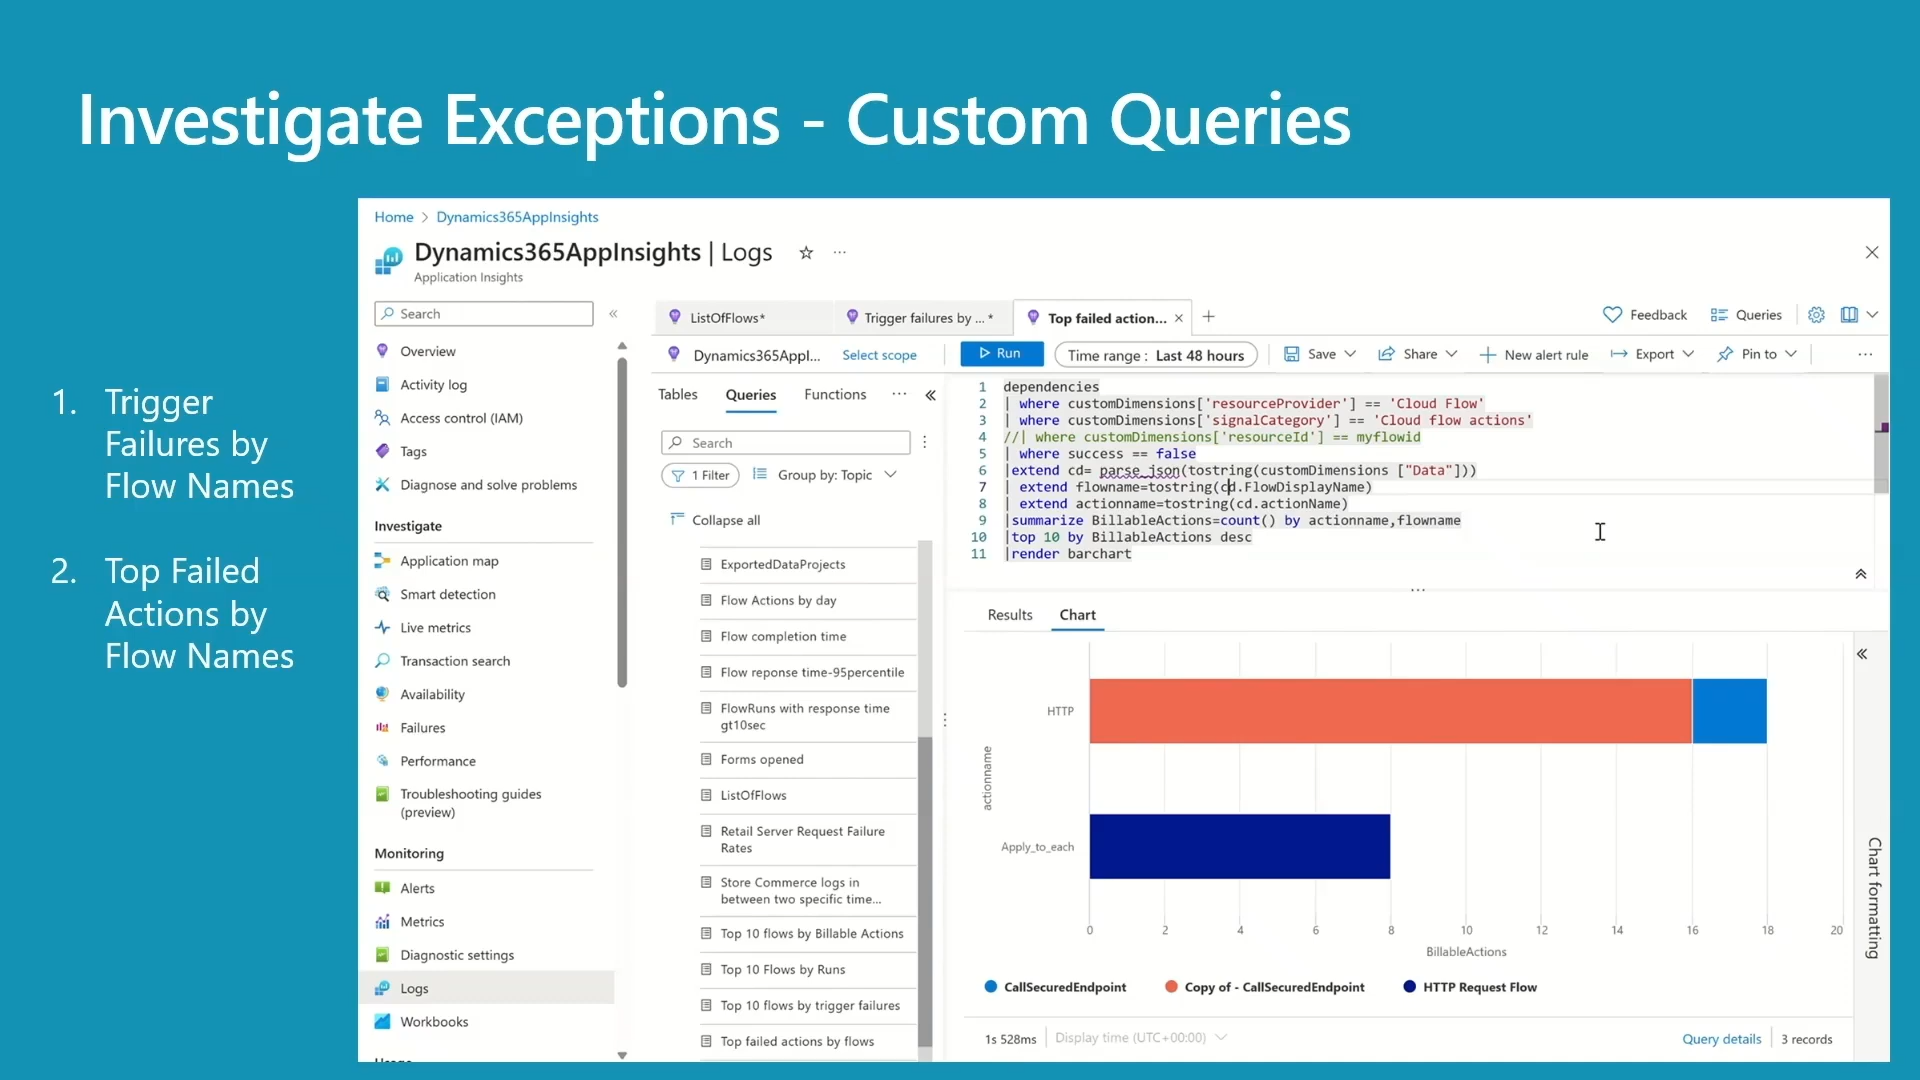 Investigate Exceptions - Custom Queries
1. Trigger
Failures by
Flow Names
2. Top Failed
Actions by
Flow Names
Home > Dynamics365AppInsights
Dynamics365AppInsights | Logs
Application Insights
Search
Overview
Activity log
Access control (IAM)
Tags
Diagnose and solve problems
Investigate
Application map
Smart detection
Live metrics
Transaction search
Availability
Failures
Performance
Troubleshooting guides
(preview)
Monitoring
Alerts
Metrics
Diagnostic settings
Logs
Workbooks
ListOfFlows*
Trigger failures by ... *
Top failed action...
Feedback
Queries
Dynamics365AppI...
Select scope
Run
Time range : Last 48 hours
Save
Share
New alert rule
Export
Pin to
Tables
Queries
Functions
Search
1 Filter
Group by: Topic
Collapse all
ExportedDataProjects
Flow Actions by day
Flow completion time
Flow reponse time-95percentile
FlowRuns with response time
gt10sec
Forms opened
ListOfFlows
Retail Server Request Failure
Rates
Store Commerce logs in
between two specific time...
Top 10 flows by Billable Actions
Top 10 Flows by Runs
Top 10 flows by trigger failures
Top failed actions by flows
1 dependencies
2 | where customDimensions['resourceProvider'] == 'Cloud Flow'
3 | where customDimensions['signalCategory'] == 'Cloud flow actions'
4 //| where customDimensions['resourceId'] == myflowid
5 | where success == false
6 |extend cd= parse_json(tostring(customDimensions ["Data"]))
7 | extend flowname=tostring(cd.FlowDisplayName)
8 | extend actionname=tostring(cd.actionName)
9 |summarize BillableActions=count() by actionname,flowname
10 |top 10 by BillableActions desc
11 |render barchart
Results
Chart
HTTP
Apply_to_each
actionname
0 2 4 6 8 10 12 14 16 18 20
BillableActions
CallSecuredEndpoint
Copy of - CallSecuredEndpoint
HTTP Request Flow
Chart formatting
1s 528ms
Display time (UTC+00:00)
Query details
3 records